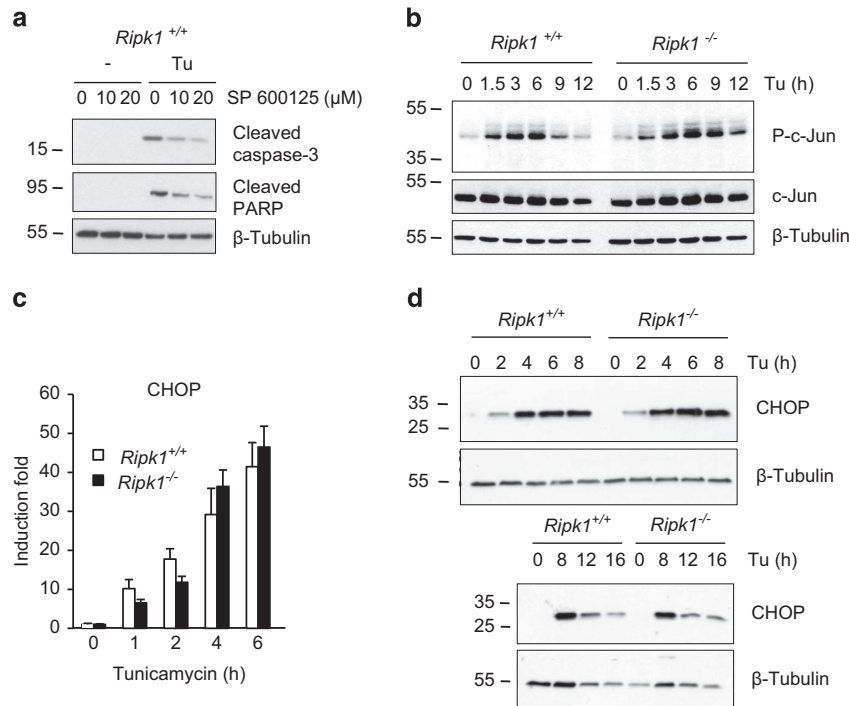 a
Ripk1 +/+
- Tu
0 10 20 0 10 20 SP 600125 (μM)
15 – Cleaved caspase-3
95 – Cleaved PARP
55 – β-Tubulin
b
Ripk1 +/+ Ripk1 -/-
0 1.5 3 6 9 12 0 1.5 3 6 9 12 Tu (h)
55 –
P-c-Jun
35 –
55 –
c-Jun
55 – β-Tubulin
c
CHOP
Induction fold
60
50
40
30
20
10
0
Ripk1+/+
Ripk1-/-
0 1 2 4 6
Tunicamycin (h)
d
Ripk1+/+ Ripk1-/-
0 2 4 6 8 0 2 4 6 8 Tu (h)
35 –
25 –
CHOP
55 – β-Tubulin
Ripk1+/+ Ripk1-/-
0 8 12 16 0 8 12 16 Tu (h)
35 –
25 –
CHOP
55 – β-Tubulin